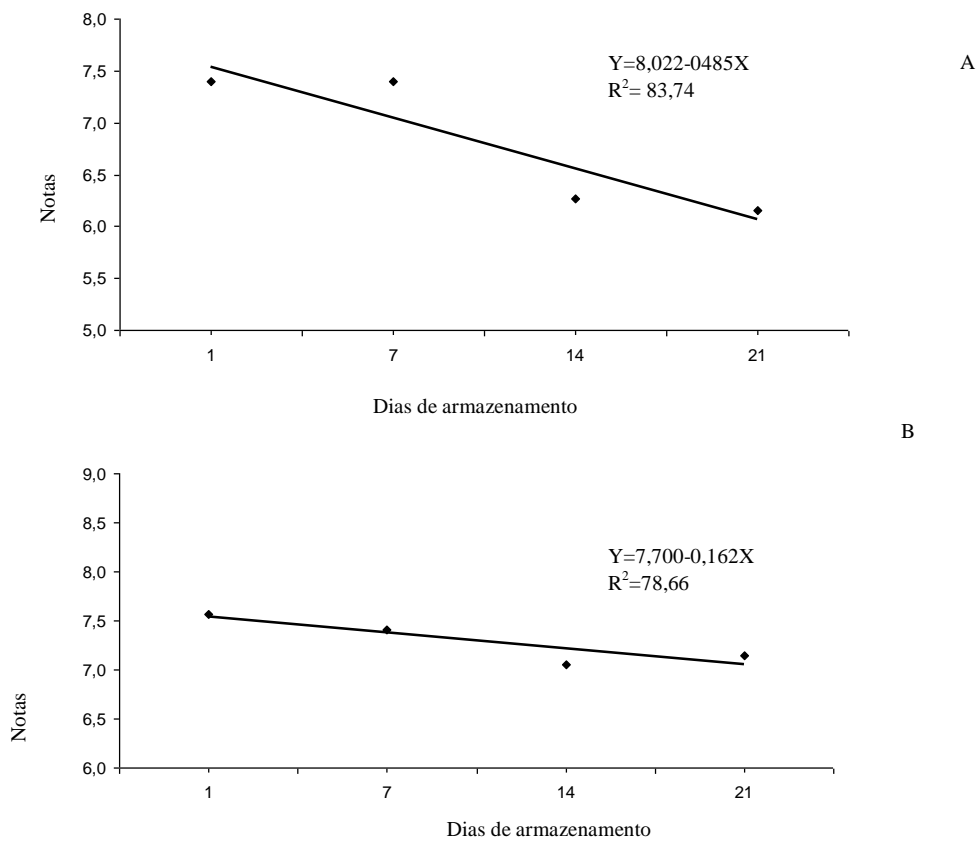 8,0
7,5
7,0
6,5
6,0
5,5
5,0
Notas
Y=8,022-0485X
R²= 83,74
A
1 7 14 21
Dias de armazenamento
B
9,0
8,5
8,0
7,5
7,0
6,5
6,0
Notas
Y=7,700-0,162X
R²=78,66
1 7 14 21
Dias de armazenamento